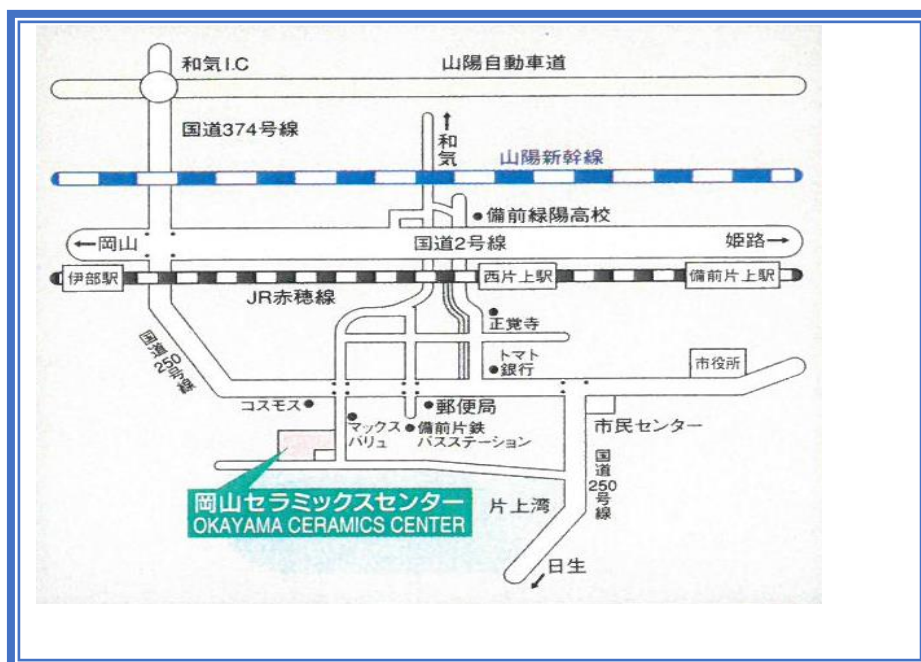 和気I.C
山陽自動車道
国道374号線
和気
山陽新幹線
備前緑陽高校
←岡山
国道2号線
姫路→
伊部駅
西片上駅
備前片上駅
JR赤穂線
正覚寺
国道250号線
トマト
銀行
市役所
コスモス
郵便局
マックス
バリュ
備前片鉄
バスステーション
市民センター
国道250号線
岡山セラミックスセンター
OKAYAMA CERAMICS CENTER
片上湾
日生